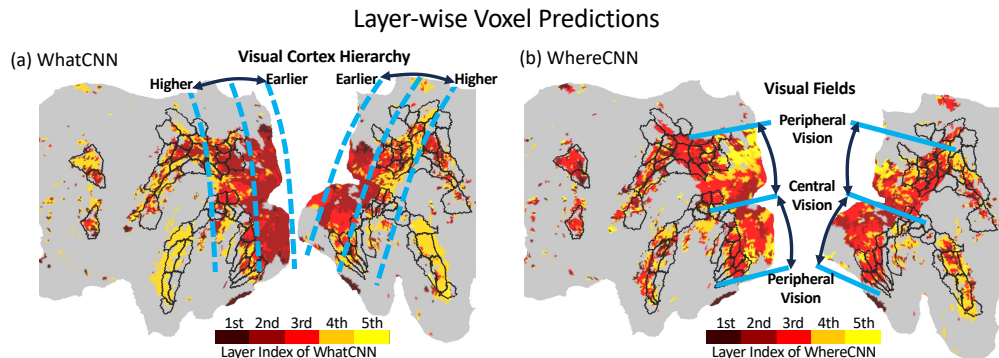 Layer-wise Voxel Predictions
(a) WhatCNN
Visual Cortex Hierarchy
Higher
Earlier
Earlier
Higher
1st 2nd 3rd 4th 5th
Layer Index of WhatCNN
(b) WhereCNN
Visual Fields
Peripheral
Vision
Central
Vision
Peripheral
Vision
1st 2nd 3rd 4th 5th
Layer Index of WhereCNN